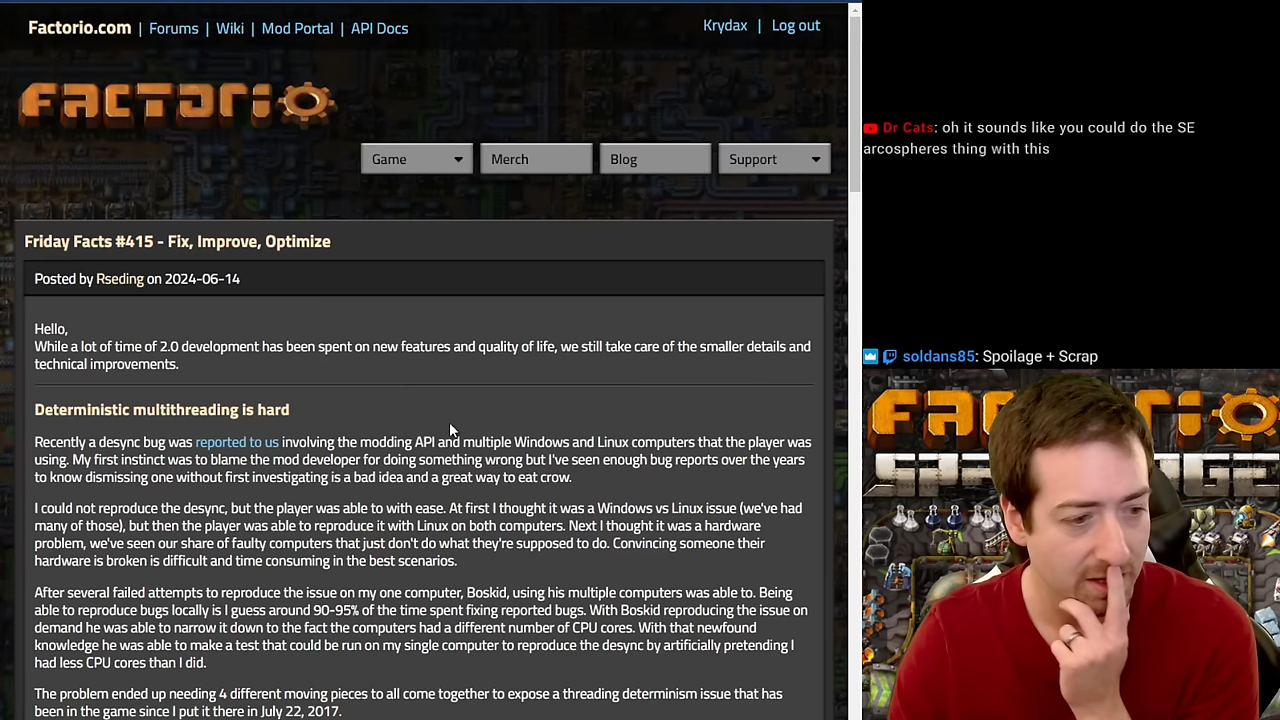 Factorio.com | Forums | Wiki | Mod Portal | API Docs
Krydax | Log out
FACTORIO
Game
Merch
Blog
Support
Friday Facts #415 - Fix, Improve, Optimize
Posted by Rseding on 2024-06-14
Hello,
While a lot of time of 2.0 development has been spent on new features and quality of life, we still take care of the smaller details and
technical improvements.
Deterministic multithreading is hard
Recently a desync bug was reported to us involving the modding API and multiple Windows and Linux computers that the player was
using. My first instinct was to blame the mod developer for doing something wrong but I've seen enough bug reports over the years
to know dismissing one without first investigating is a bad idea and a great way to eat crow.
I could not reproduce the desync, but the player was able to with ease. At first I thought it was a Windows vs Linux issue (we've had
many of those), but then the player was able to reproduce it with Linux on both computers. Next I thought it was a hardware
problem, we've seen our share of faulty computers that just don't do what they're supposed to do. Convincing someone their
hardware is broken is difficult and time consuming in the best scenarios.
After several failed attempts to reproduce the issue on my one computer, Boskid, using his multiple computers was able to. Being
able to reproduce bugs locally is I guess around 90-95% of the time spent fixing reported bugs. With Boskid reproducing the issue on
demand he was able to narrow it down to the fact the computers had a different number of CPU cores. With that newfound
knowledge he was able to make a test that could be run on my single computer to reproduce the desync by artificially pretending I
had less CPU cores than I did.
The problem ended up needing 4 different moving pieces to all come together to expose a threading determinism issue that has
been in the game since I put it there in July 22, 2017.
Dr Cats: oh it sounds like you could do the SE
arcospheres thing with this
soldans85: Spoilage + Scrap